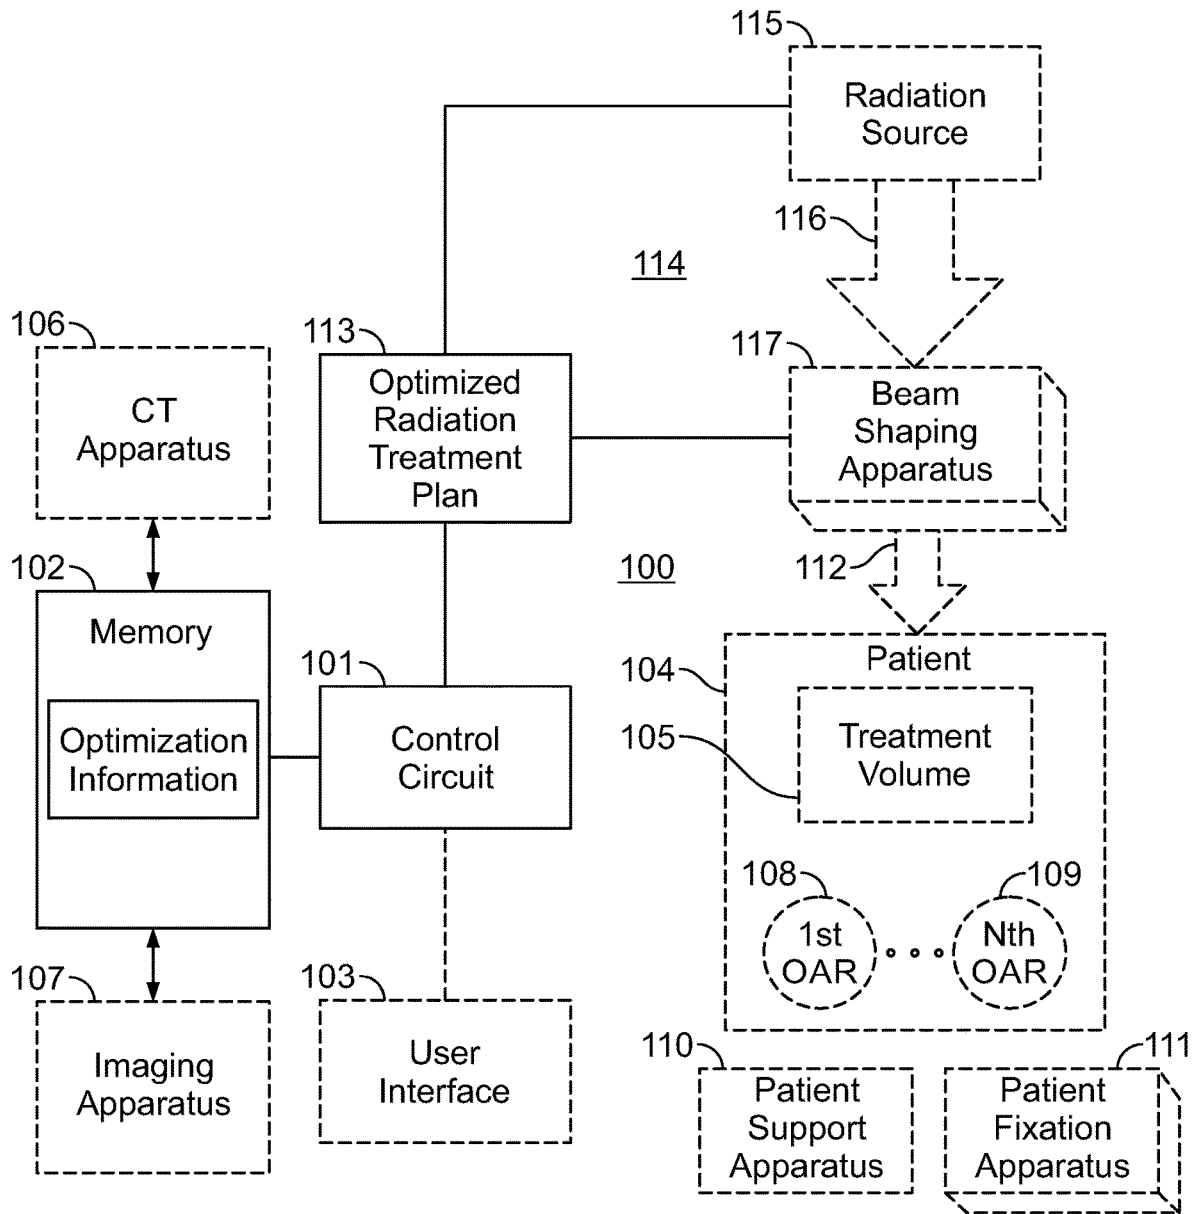 115
Radiation
Source
116
114
106
CT
Apparatus
113
Optimized
Radiation
Treatment
Plan
117
Beam
Shaping
Apparatus
112
100
102
Memory
Optimization
Information
101
Control
Circuit
104
Patient
105
Treatment
Volume
108
1st
OAR
109
Nth
OAR
107
Imaging
Apparatus
103
User
Interface
110
Patient
Support
Apparatus
111
Patient
Fixation
Apparatus